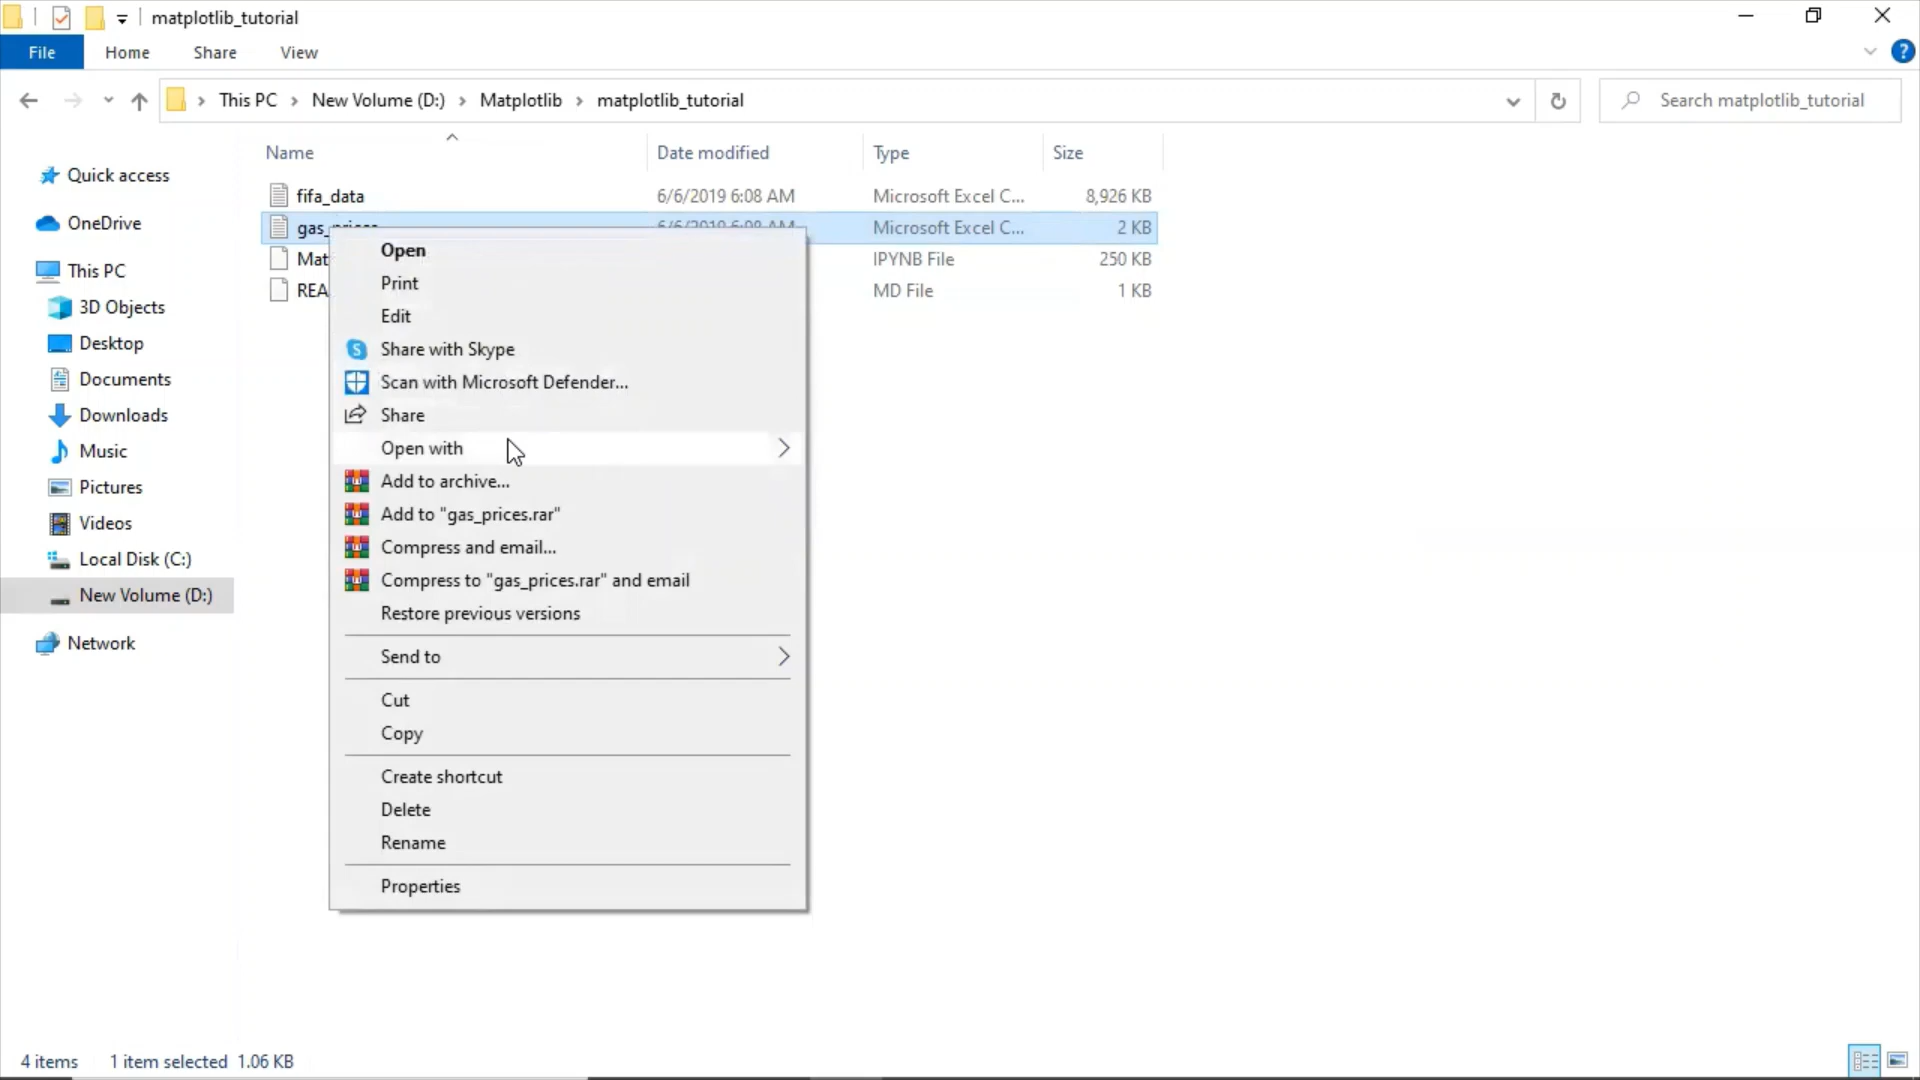 matplotlib_tutorial
File Home Share View
This PC New Volume (D:) Matplotlib matplotlib_tutorial
Search matplotlib_tutorial
Name Date modified Type Size
fifa_data 6/6/2019 6:08 AM Microsoft Excel C... 8,926 KB
Microsoft Excel C... 2 KB
Mat IPYNB File 250 KB
REA MD File 1 KB
Quick access
OneDrive
This PC
3D Objects
Desktop
Documents
Downloads
Music
Pictures
Videos
Local Disk (C:)
New Volume (D:)
Network
Open
Print
Edit
Share with Skype
Scan with Microsoft Defender...
Share
Open with
Add to archive...
Add to "gas_prices.rar"
Compress and email...
Compress to "gas_prices.rar" and email
Restore previous versions
Send to
Cut
Copy
Create shortcut
Delete
Rename
Properties
4 items 1 item selected 1.06 KB